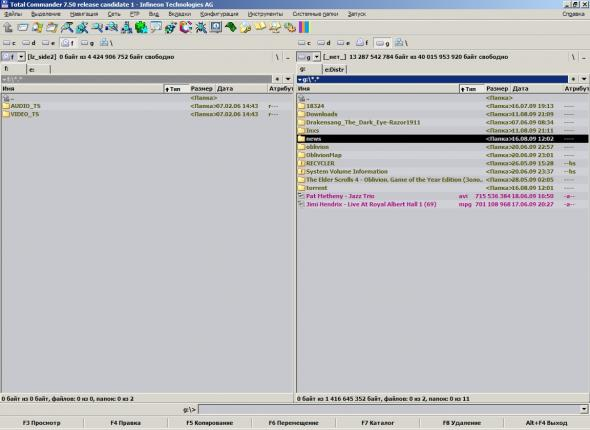 Total Commander 7.50 release candidate 1 - Infineon Technologies AG
Файлы Выделение Навигация Сеть FTP Вид Вкладки Конфигурация Инструменты Системные папки Запуск Справка
c d e f g \
c d e f g \
f [lz_side2] 0 байт из 4 424 906 752 байт свободно \ ..
g [_нет_] 13 287 542 784 байт из 40 015 953 920 байт свободно \ ..
f: e:
g: e:Distr
f:\*.* * ▼
g:\*.* * ▼
Имя Тип Размер Дата Атрибут
Имя Тип Размер Дата Атрибут
.. <Папка>
AUDIO_TS <Папка>07.02.06 14:43 r---
VIDEO_TS <Папка>07.02.06 14:43 r---
.. <Папка>
18324 <Папка>16.07.09 19:13 ----
Downloads <Папка>11.08.09 21:09 ----
Drakensang_The_Dark_Eye-Razor1911 <Папка>07.06.09 08:34 ----
Inxs <Папка>11.08.09 21:11 ----
news <Папка>16.08.09 12:02 ----
oblivion <Папка>20.06.09 22:57 ----
OblivionMap <Папка>20.06.09 23:01 ----
RECYCLER <Папка>26.05.09 15:28 --hs
System Volume Information <Папка>20.06.09 23:37 --hs
The Elder Scrolls 4 - Oblivion. Game of the Year Edition (Золо.. <Папка>28.05.09 02:05 ----
torrent <Папка>16.08.09 12:01 ----
Pat Metheny - Jazz Trio avi 715 536 384 18.06.09 16:50 -a--
Jimi Hendrix - Live At Royal Albert Hall 1 (69) mpg 701 108 968 17.06.09 20:27 -a--
0 байт из 0 байт, файлов: 0 из 0, папок: 0 из 2
0 байт из 1 416 645 352 байт, файлов: 0 из 2, папок: 0 из 11
g:\>
F3 Просмотр F4 Правка F5 Копирование F6 Перемещение F7 Каталог F8 Удаление Alt+F4 Выход